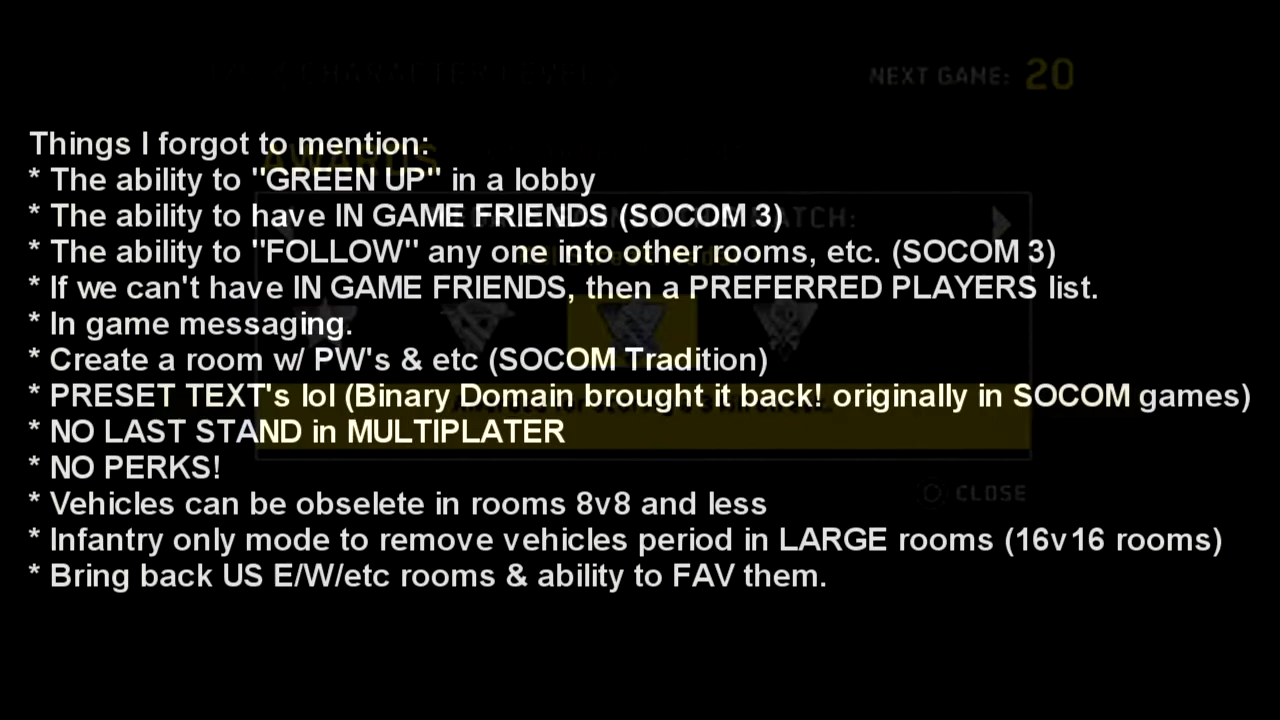 NEXT GAME: 20
Things I forgot to mention:
* The ability to "GREEN UP" in a lobby
AWARDS
* The ability to have IN GAME FRIENDS (SOCOM 3)
MATCH:
* The ability to "FOLLOW" any one into other rooms, etc. (SOCOM 3)
* If we can't have IN GAME FRIENDS, then a PREFERRED PLAYERS list.
* In game messaging.
* Create a room w/ PW's & etc (SOCOM Tradition)
* PRESET TEXT's lol (Binary Domain brought it back! originally in SOCOM games)
* NO LAST STAND in MULTIPLATER
* NO PERKS!
CLOSE
* Vehicles can be obselete in rooms 8v8 and less
* Infantry only mode to remove vehicles period in LARGE rooms (16v16 rooms)
* Bring back US E/W/etc rooms & ability to FAV them.